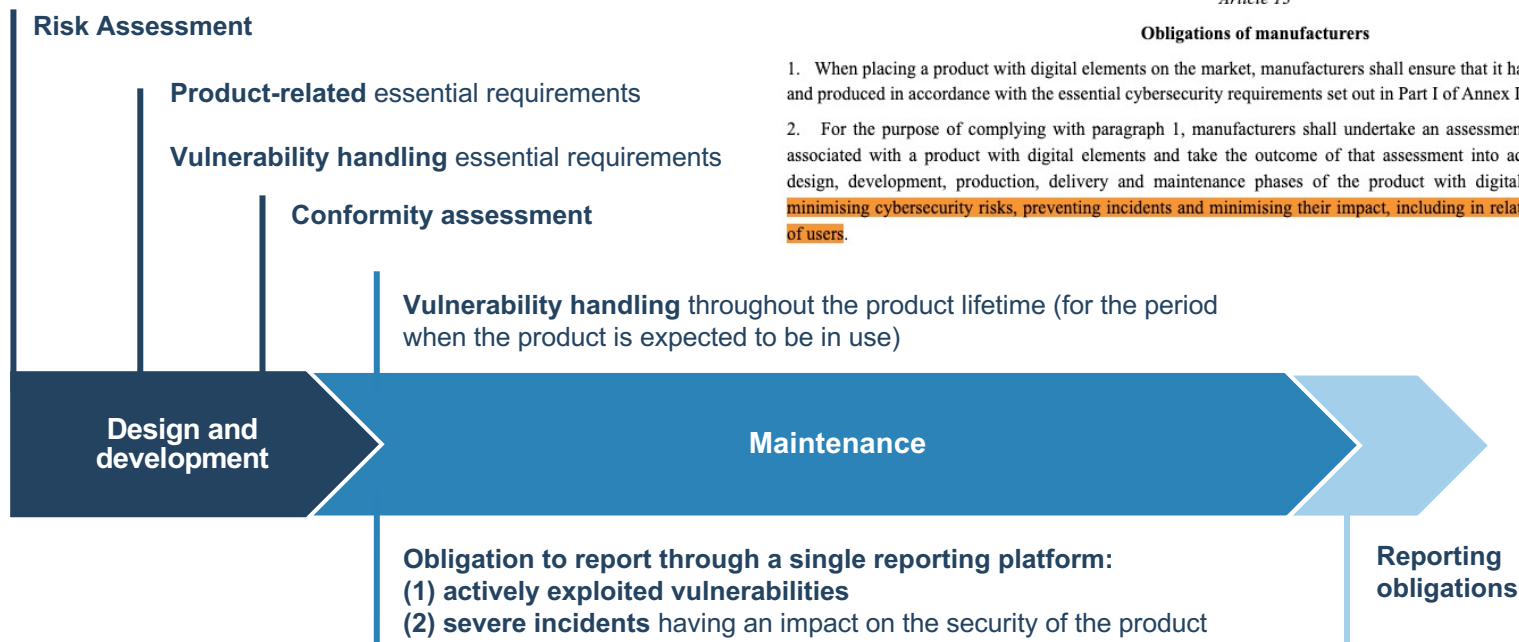 Risk Assessment
Product-related essential requirements
Vulnerability handling essential requirements
Conformity assessment
Obligations of manufacturers
1. When placing a product with digital elements on the market, manufacturers shall ensure that it
and produced in accordance with the essential cybersecurity requirements set out in Part I of Annex I
2. For the purpose of complying with paragraph 1, manufacturers shall undertake an
associated with a product with digital elements and take the outcome of that assessment into
design, development, production, delivery and maintenance phases of the product with digital
minimising cybersecurity risks, preventing incidents and minimising their impact, including in
of users.
Vulnerability handling throughout the product lifetime (for the period
when the product is expected to be in use)
Design and
development
Maintenance
Obligation to report through a single reporting platform:
(1) actively exploited vulnerabilities
(2) severe incidents having an impact on the security of the product
Reporting
obligations